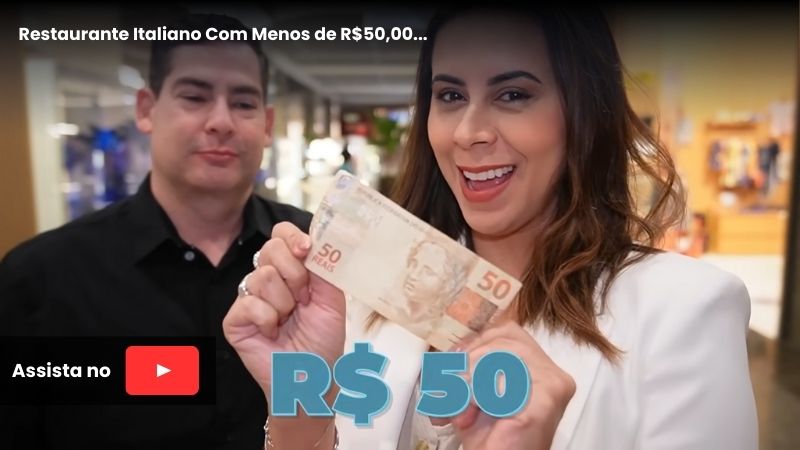 Restaurante Italiano Com Menos de R$50,00...
50
REAIS
50
Assista no
R$ 50